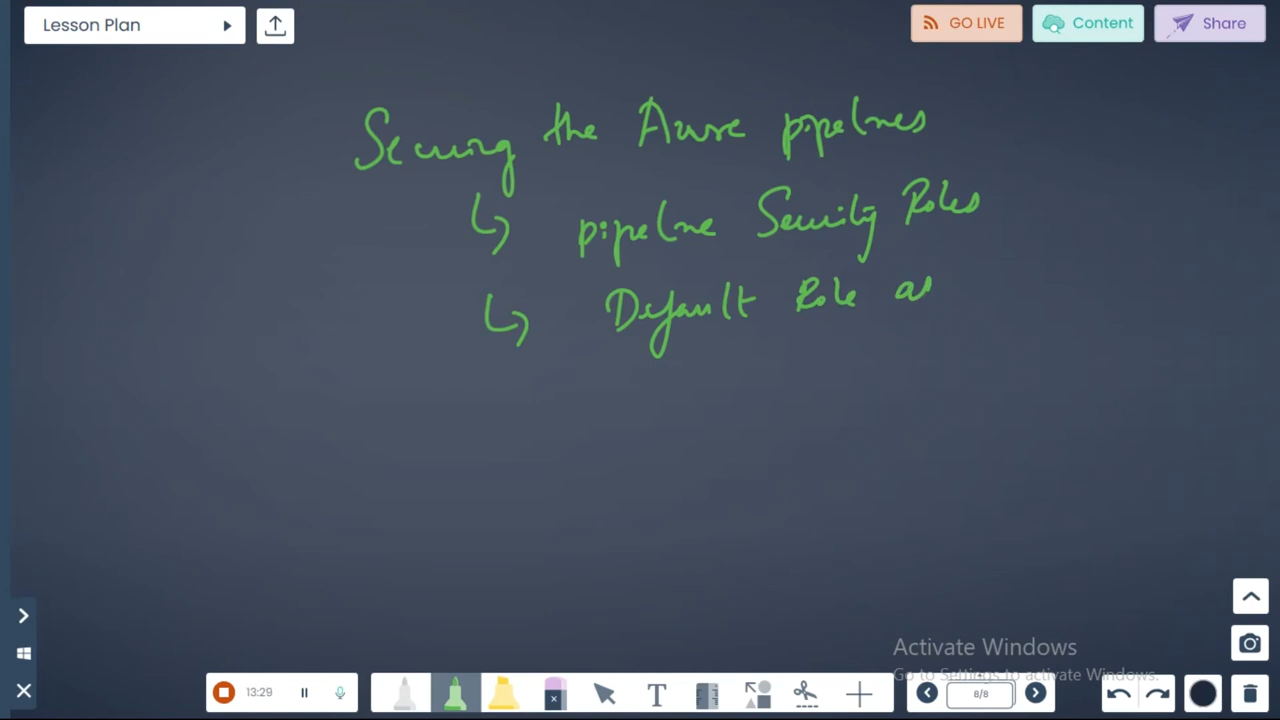 Lesson Plan
GO LIVE
Content
Share
Securing the Azure pipelines
↳ pipeline Security Roles
↳ Default Role as
Activate Windows
Go to Settings to activate Windows.
13:29
T
8/8